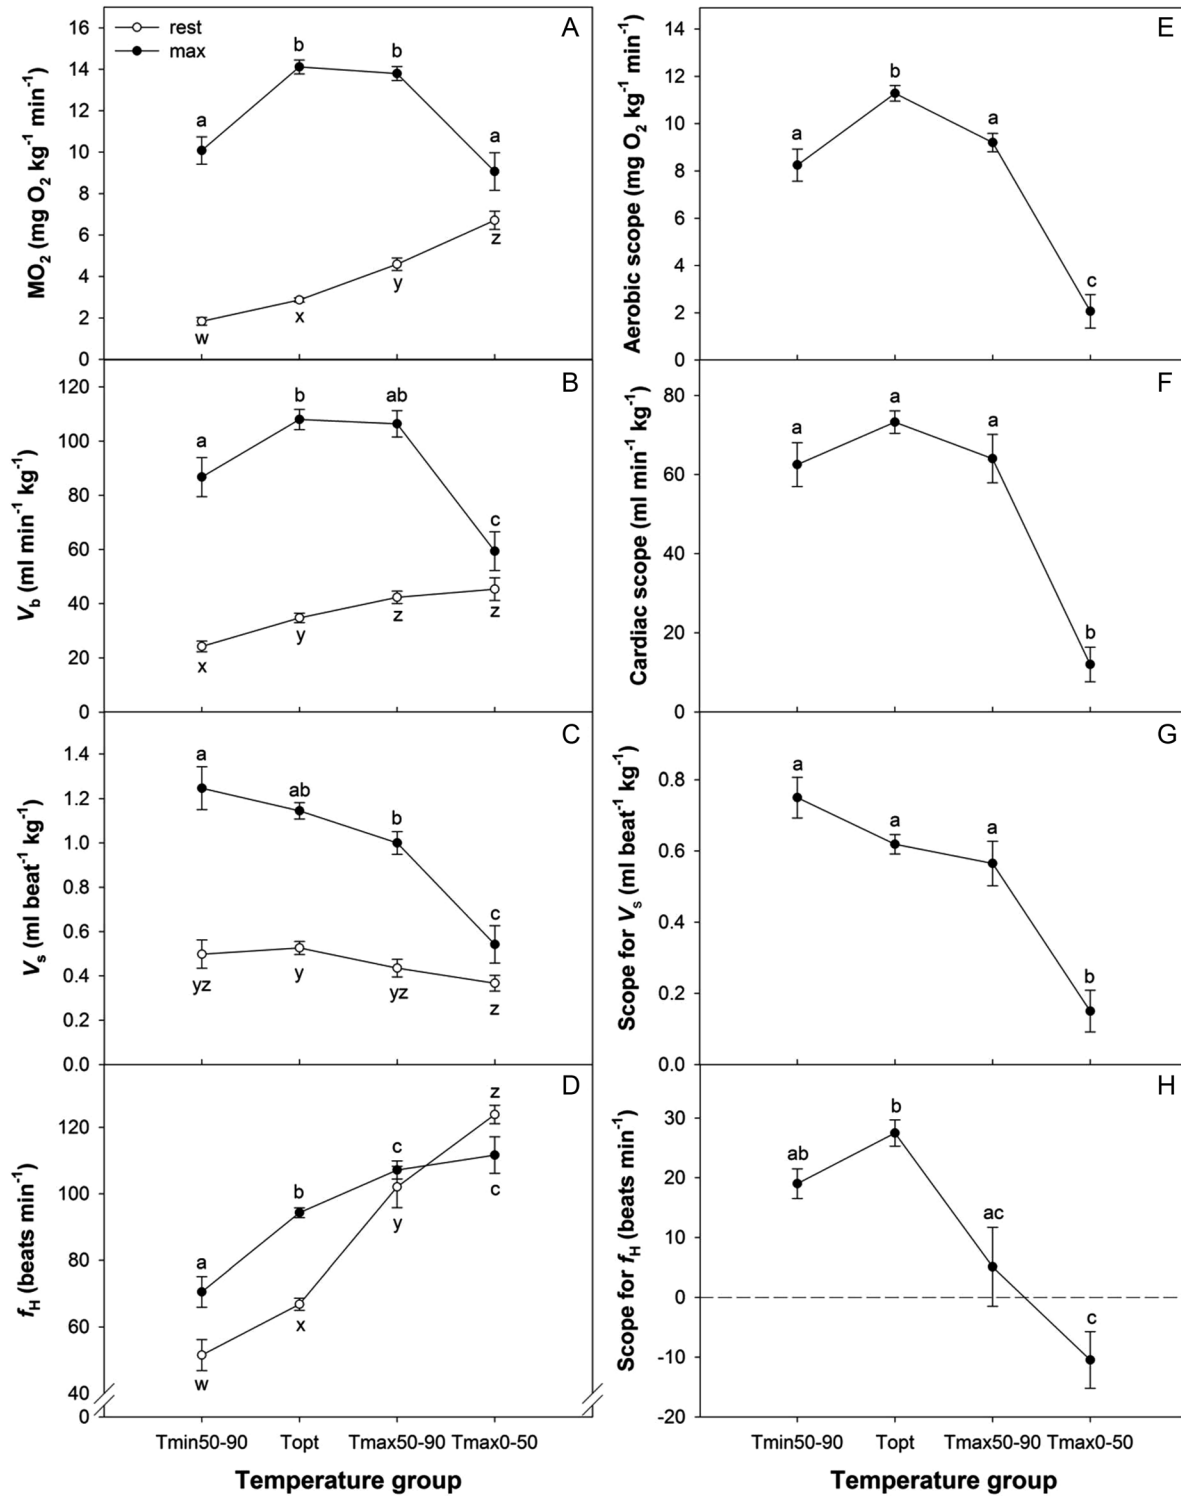 A
rest
max
MO2 (mg O2 kg-1 min-1)
16
14
12
10
8
6
4
2
0
a
b
b
a
w
x
y
z
B
Vb (ml min-1 kg-1)
120
100
80
60
40
20
0
a
b
ab
c
x
y
z
z
C
Vs (ml beat-1 kg-1)
1.4
1.2
1.0
0.8
0.6
0.4
0.2
0.0
a
ab
b
c
yz
y
yz
z
D
fH (beats min-1)
120
100
80
60
40
0
a
b
c
z
w
x
y
c
Tmin50-90 Topt Tmax50-90 Tmax0-50
Temperature group
E
Aerobic scope (mg O2 kg-1 min-1)
14
12
10
8
6
4
2
0
a
b
a
c
F
Cardiac scope (ml min-1 kg-1)
80
60
40
20
0
a
a
a
b
G
Scope for Vs (ml beat-1 kg-1)
0.8
0.6
0.4
0.2
0.0
a
a
a
b
H
Scope for fH (beats min-1)
30
20
10
0
-10
-20
ab
b
ac
c
Tmin50-90 Topt Tmax50-90 Tmax0-50
Temperature group